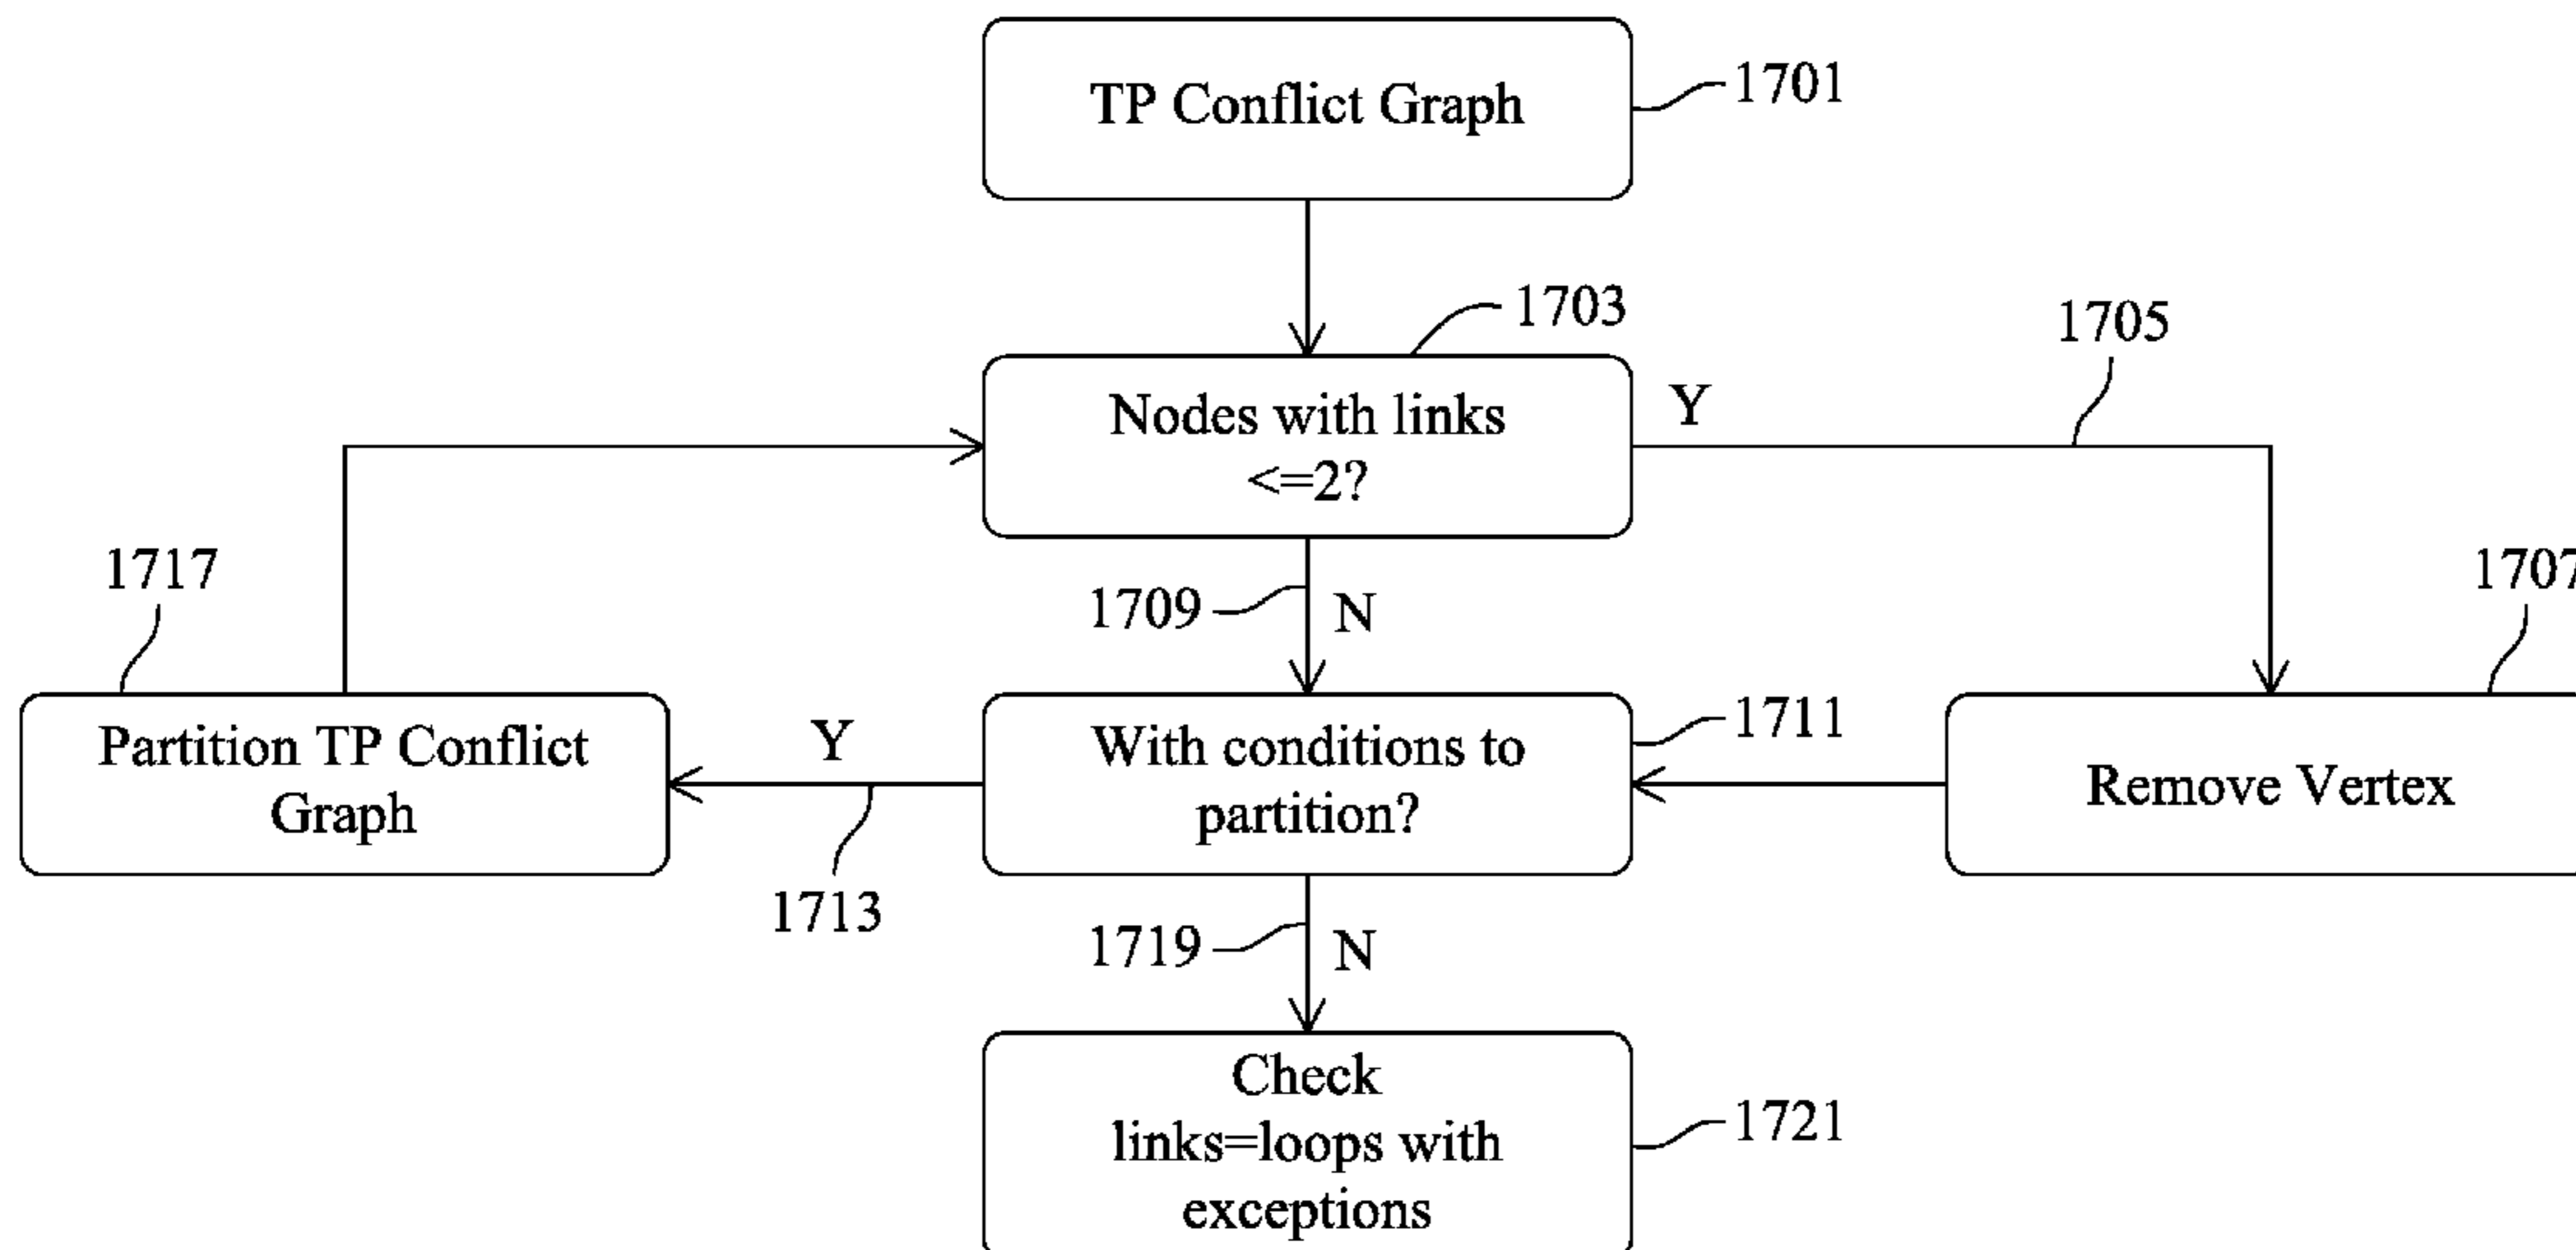 TP Conflict Graph
1701
1703
Nodes with links
<=2?
Y
1705
1717
1709
N
1707
Partition TP Conflict
Graph
Y
1713
With conditions to
partition?
1711
Remove Vertex
1719
N
Check
links=loops with
exceptions
1721